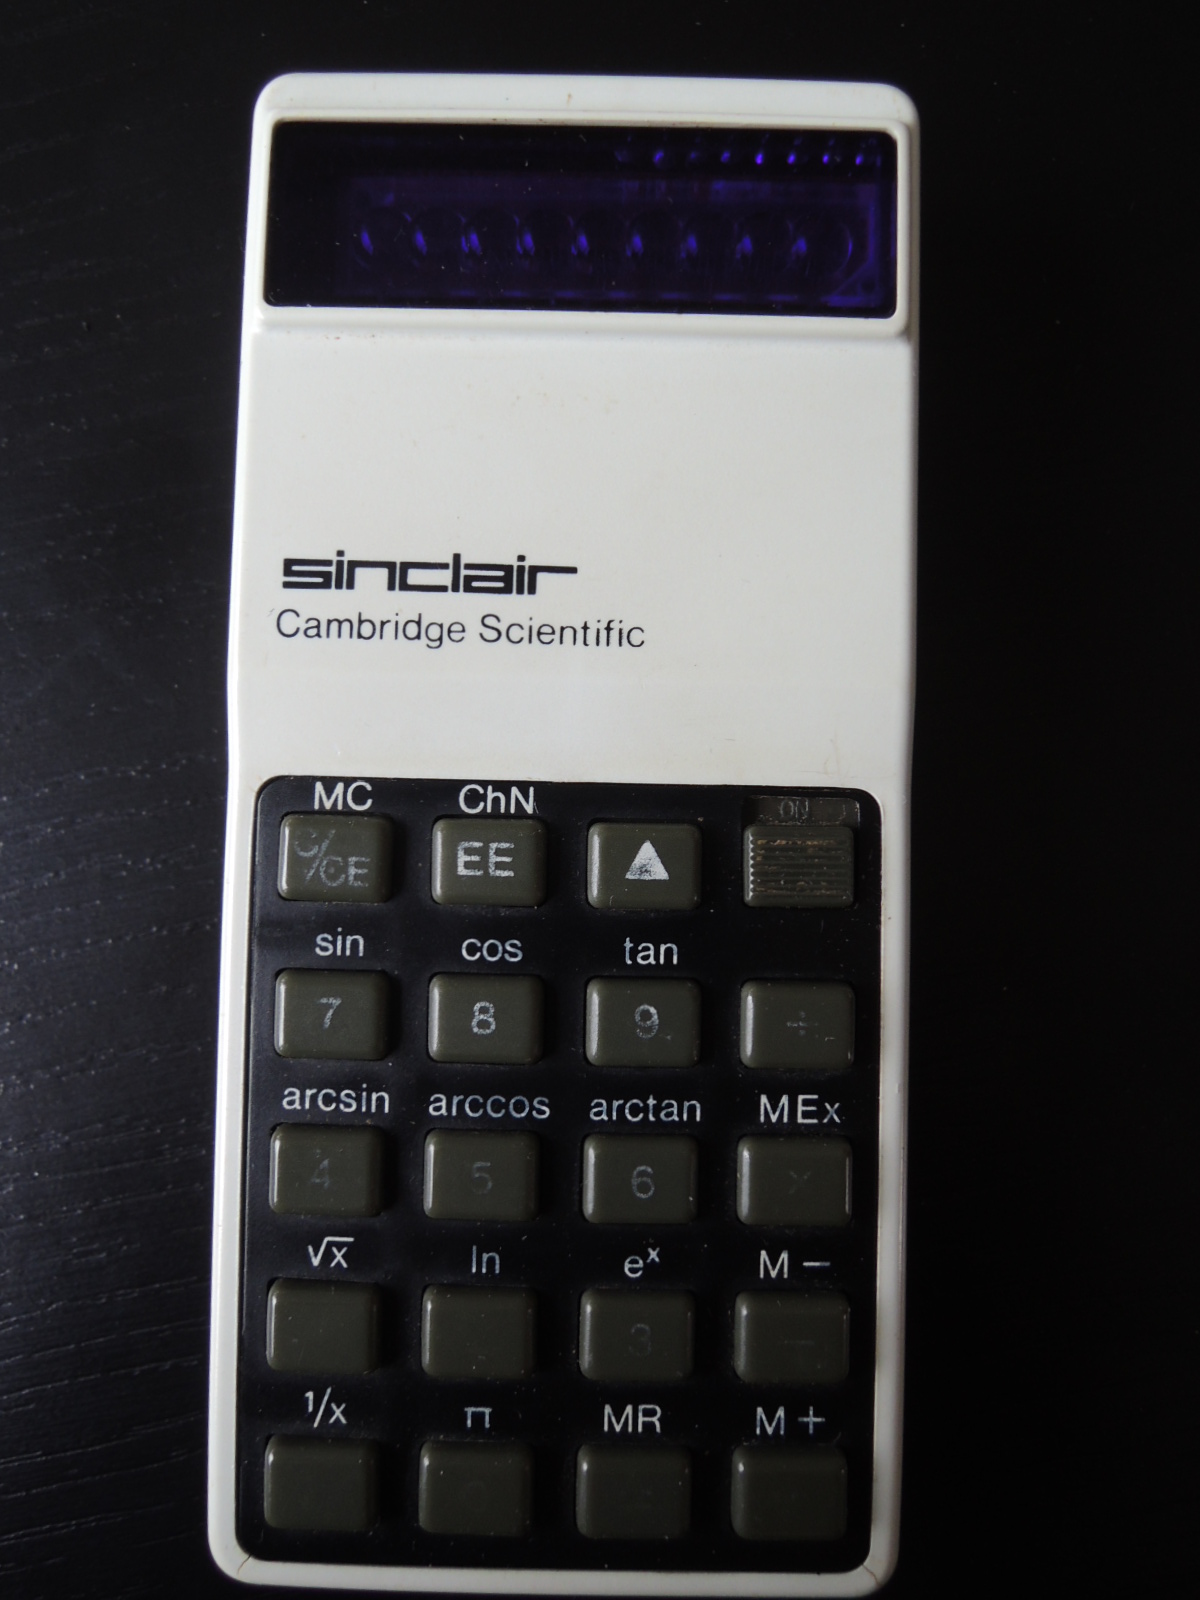 sinclair
Cambridge Scientific
MC ChN
C/CE EE ▲ ON
sin cos tan
7 8 9 ÷
arcsin arccos arctan MEx
4 5 6 ×
√x ln eˣ M −
3 −
1/x π MR M +